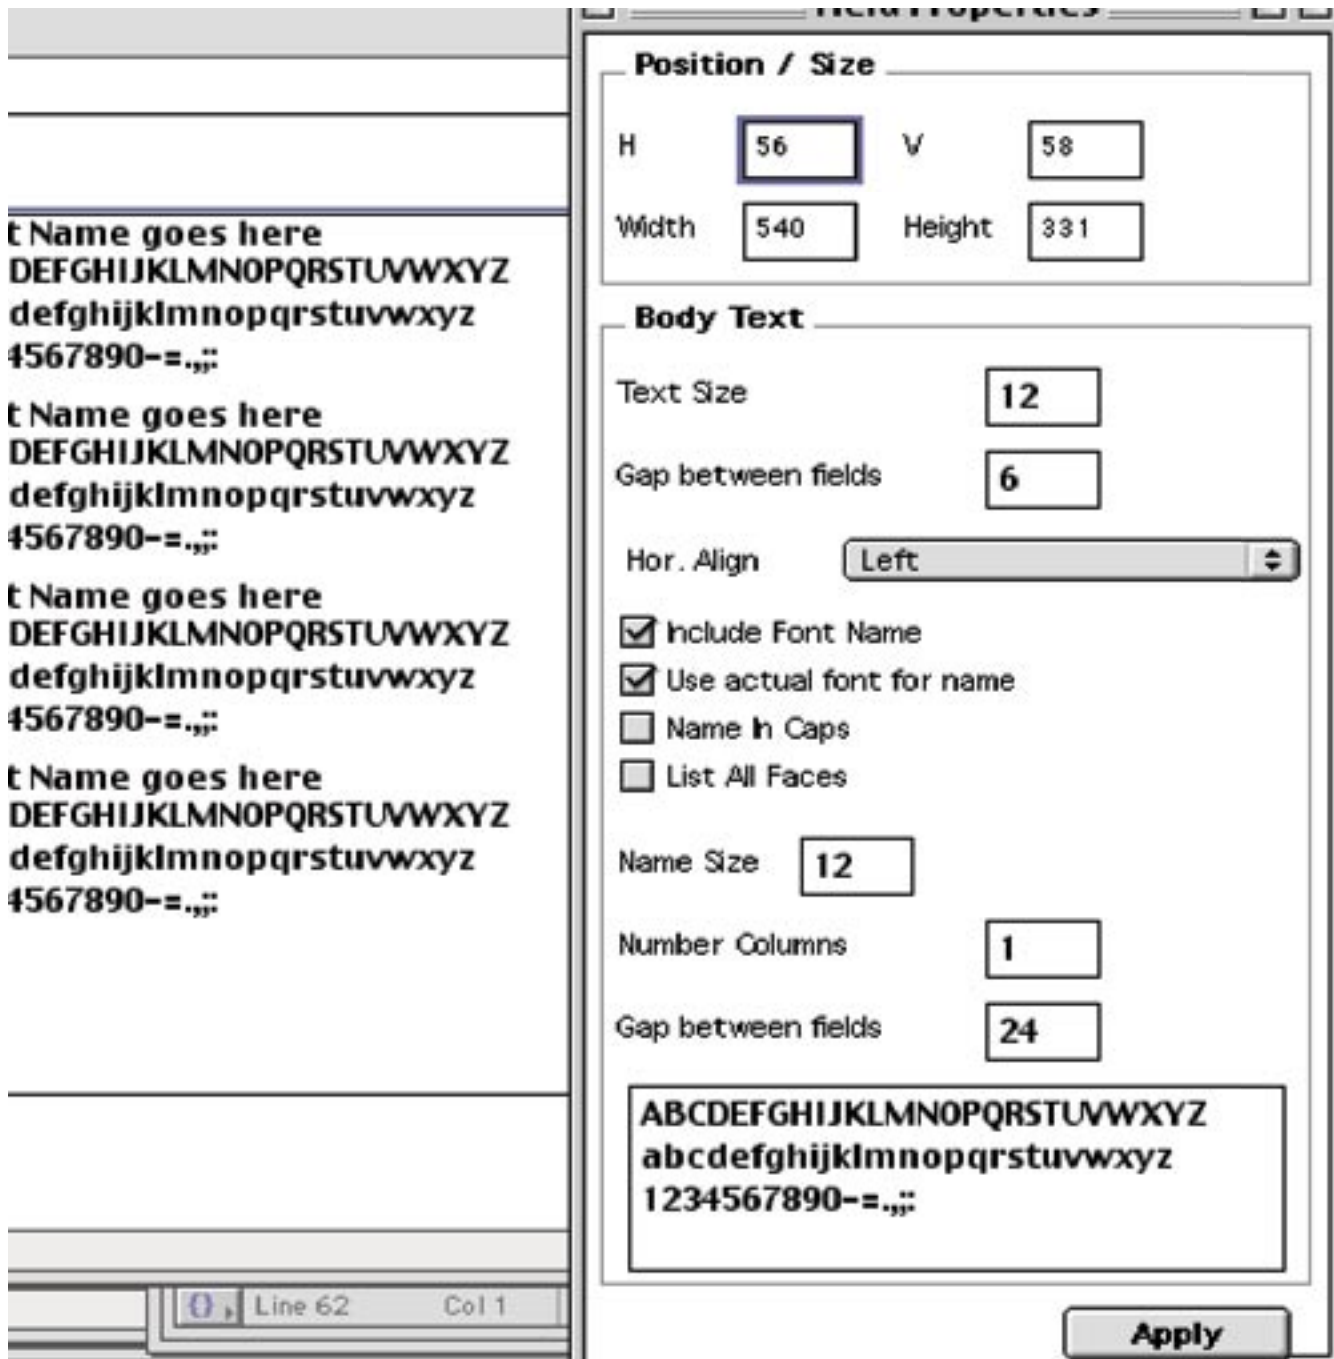 Field Properties
Position / Size
H 56 V 58
Width 540 Height 331
t Name goes here
DEFGHIJKLMNOPQRSTUVWXYZ
defghijklmnopqrstuvwxyz
4567890-=.,;:
t Name goes here
DEFGHIJKLMNOPQRSTUVWXYZ
defghijklmnopqrstuvwxyz
4567890-=.,;:
t Name goes here
DEFGHIJKLMNOPQRSTUVWXYZ
defghijklmnopqrstuvwxyz
4567890-=.,;:
t Name goes here
DEFGHIJKLMNOPQRSTUVWXYZ
defghijklmnopqrstuvwxyz
4567890-=.,;:
Body Text
Text Size 12
Gap between fields 6
Hor. Align Left
Include Font Name
Use actual font for name
Name In Caps
List All Faces
Name Size 12
Number Columns 1
Gap between fields 24
ABCDEFGHIJKLMNOPQRSTUVWXYZ
abcdefghijklmnopqrstuvwxyz
1234567890-=.,;:
{} Line 62 Col 1
Apply